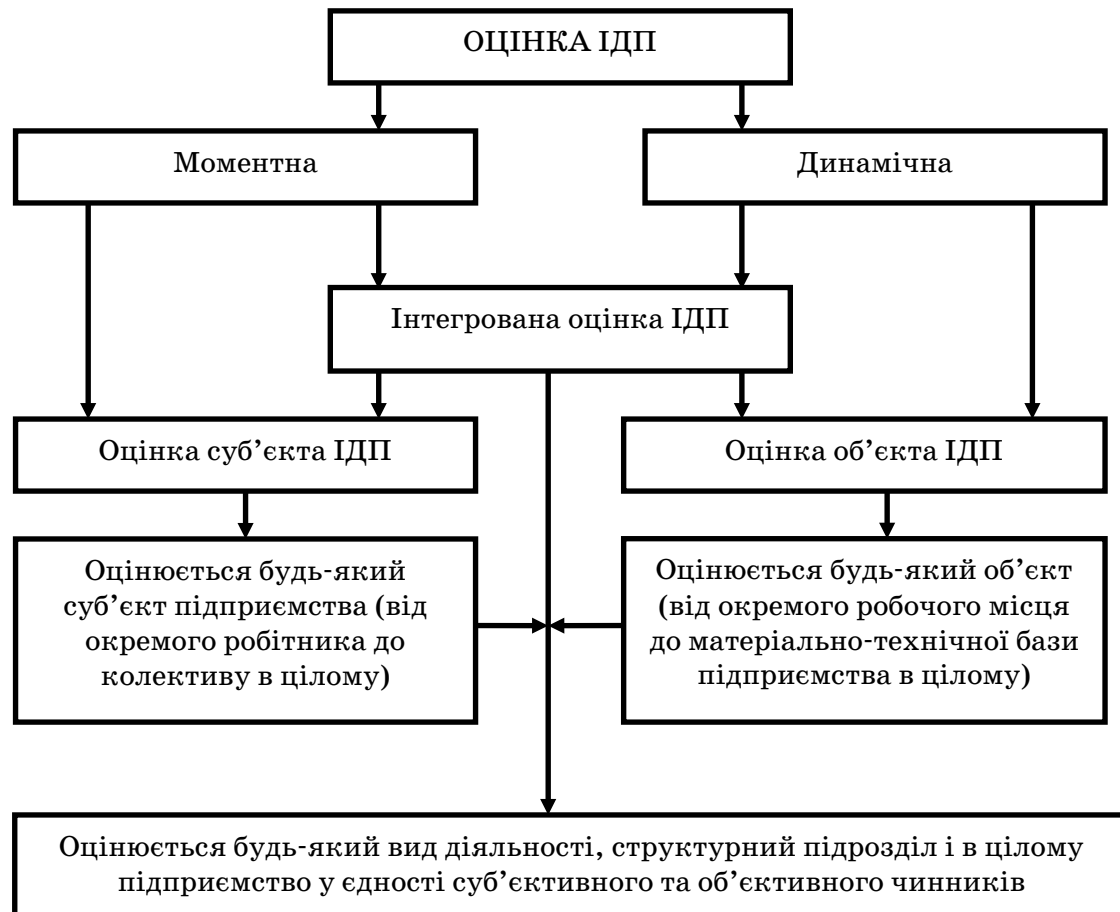 ОЦІНКА ІДП
Моментна
Динамічна
Інтегрована оцінка ІДП
Оцінка суб’єкта ІДП
Оцінка об’єкта ІДП
Оцінюється будь-який
суб’єкт підприємства (від
окремого робітника до
колективу в цілому)
Оцінюється будь-який об’єкт
(від окремого робочого місця
до матеріально-технічної бази
підприємства в цілому)
Оцінюється будь-який вид діяльності, структурний підрозділ і в цілому
підприємство у єдності суб’єктивного та об’єктивного чинників